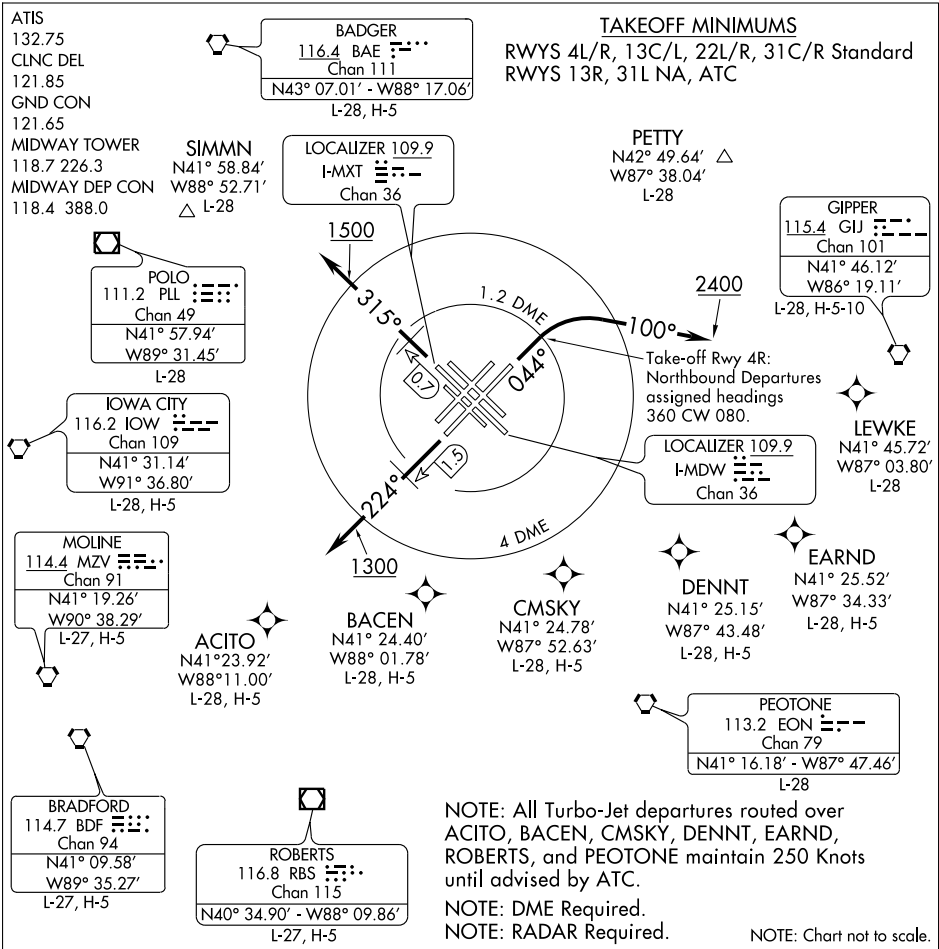 ATIS
132.75
CLNC DEL
121.85
GND CON
121.65
MIDWAY TOWER
118.7 226.3
MIDWAY DEP CON
118.4 388.0
BADGER
116.4 BAE
Chan 111
N43° 07.01' - W88° 17.06'
L-28, H-5
TAKEOFF MINIMUMS
RWYS 4L/R, 13C/L, 22L/R, 31C/R Standard
RWYS 13R, 31L NA, ATC
SIMMN
N41° 58.84'
W88° 52.71'
L-28
LOCALIZER 109.9
I-MXT
Chan 36
PETTY
N42° 49.64'
W87° 38.04'
L-28
GIPPER
115.4 GIJ
Chan 101
N41° 46.12'
W86° 19.11'
L-28, H-5-10
POLO
111.2 PLL
Chan 49
N41° 57.94'
W89° 31.45'
L-28
1500
315°
0.7
1.2 DME
2400
100°
044°
Take-off Rwy 4R:
Northbound Departures
assigned headings
360 CW 080.
LEWKE
N41° 45.72'
W87° 03.80'
L-28
IOWA CITY
116.2 IOW
Chan 109
N41° 31.14'
W91° 36.80'
L-28, H-5
LOCALIZER 109.9
I-MDW
Chan 36
1.5
224°
1300
4 DME
MOLINE
114.4 MZV
Chan 91
N41° 19.26'
W90° 38.29'
L-27, H-5
ACITO
N41°23.92'
W88°11.00'
L-28, H-5
BACEN
N41° 24.40'
W88° 01.78'
L-28, H-5
CMSKY
N41° 24.78'
W87° 52.63'
L-28, H-5
DENNT
N41° 25.15'
W87° 43.48'
L-28, H-5
EARND
N41° 25.52'
W87° 34.33'
L-28, H-5
PEOTONE
113.2 EON
Chan 79
N41° 16.18' - W87° 47.46'
L-28
BRADFORD
114.7 BDF
Chan 94
N41° 09.58'
W89° 35.27'
L-27, H-5
ROBERTS
116.8 RBS
Chan 115
N40° 34.90' - W88° 09.86'
L-27, H-5
NOTE: All Turbo-Jet departures routed over
ACITO, BACEN, CMSKY, DENNT, EARND,
ROBERTS, and PEOTONE maintain 250 Knots
until advised by ATC.
NOTE: DME Required.
NOTE: RADAR Required.
NOTE: Chart not to scale.